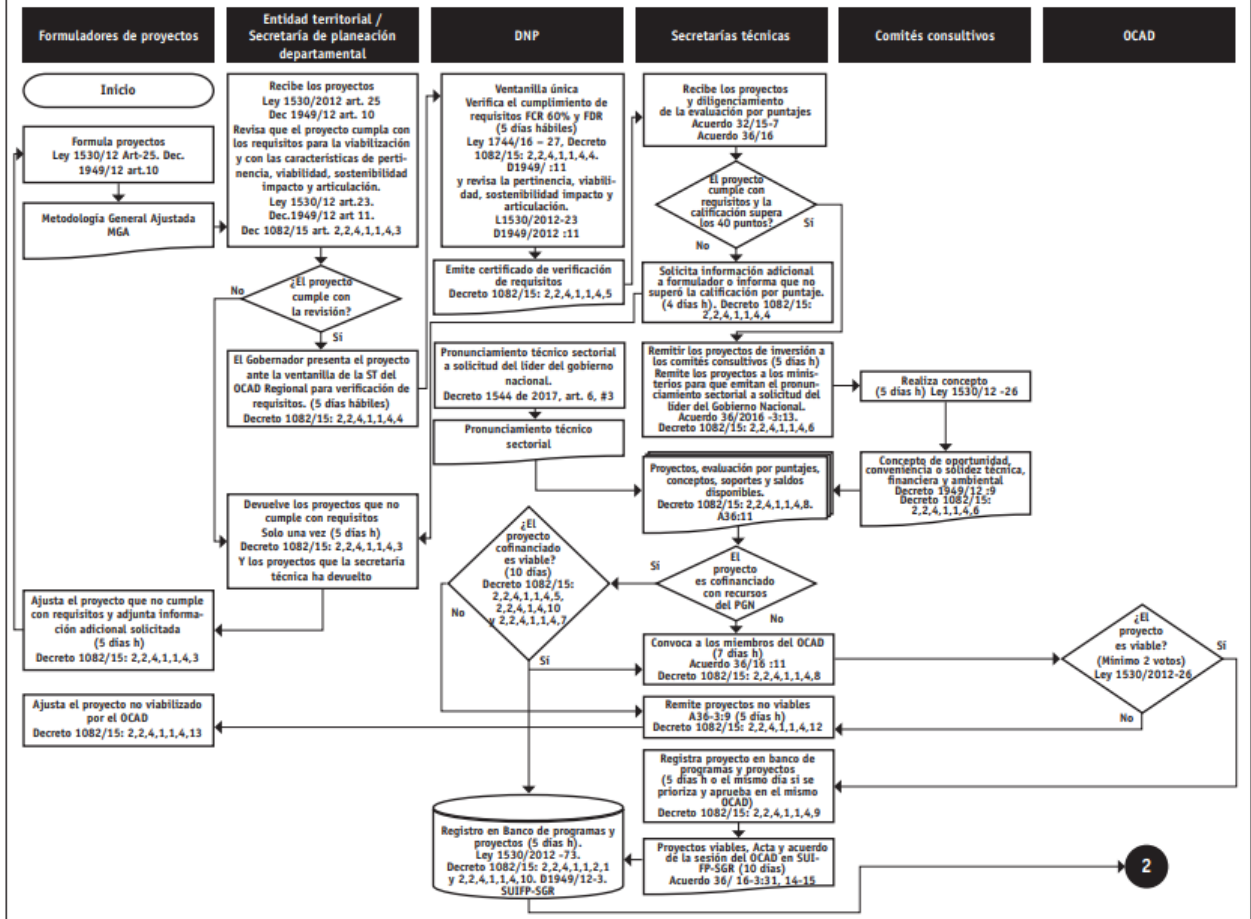 Formuladores de proyectos
Entidad territorial /
Secretaría de planeación
departamental
DNP
Secretarías técnicas
Comités consultivos
OCAD
Inicio
Formula proyectos
Ley 1530/12 Art-25. Dec.
1949/12 art.10
Metodología General Ajustada
MGA
Ajusta el proyecto que no cumple
con requisitos y adjunta informa-
ción adicional solicitada
(5 días h)
Decreto 1082/15: 2,2,4,1,1,4,3
Ajusta el proyecto no viabilizado
por el OCAD
Decreto 1082/15: 2,2,4,1,1,4,13
Recibe los proyectos
Ley 1530/2012 art. 25
Dec 1949/12 art. 10
Revisa que el proyecto cumpla con
los requisitos para la viabilización
y con las características de perti-
nencia, viabilidad, sostenibilidad
impacto y articulación.
Ley 1530/12 art.23.
Dec.1949/12 art 11.
Dec 1082/15 art. 2,2,4,1,1,4,3
¿El proyecto
cumple con
la revisión?
No
Sí
El Gobernador presenta el proyecto
ante la ventanilla de la ST del
OCAD Regional para verificación de
requisitos. (5 días hábiles)
Decreto 1082/15: 2,2,4,1,1,4,4
Devuelve los proyectos que no
cumple con requisitos
Solo una vez (5 días h)
Decreto 1082/15: 2,2,4,1,1,4,3
Y los proyectos que la secretaría
técnica ha devuelto
Ventanilla única
Verifica el cumplimiento de
requisitos FCR 60% y FDR
(5 días hábiles)
Ley 1744/16 – 27, Decreto
1082/15: 2,2,4,1,1,4,4.
D1949/ :11
y revisa la pertinencia, viabili-
dad, sostenibilidad impacto y
articulación.
L1530/2012-23
D1949/2012 :11
Emite certificado de verificación
de requisitos
Decreto 1082/15: 2,2,4,1,1,4,5
Pronunciamiento técnico sectorial
a solicitud del líder del gobierno
nacional.
Decreto 1544 de 2017, art. 6, #3
Pronunciamiento técnico
sectorial
¿El
proyecto
cofinanciado
es viable?
(10 días)
Decreto 1082/15:
2,2,4,1,1,4,5,
2,2,4,1,4,10
y 2,2,4,1,1,4,7
No
Sí
Registro en Banco de programas y
proyectos (5 días h).
Ley 1530/2012 -73.
Decreto 1082/15: 2,2,4,1,1,2,1
y 2,2,4,1,1,4,10. D1949/12-3.
SUIFP-SGR
Recibe los proyectos
y diligenciamiento
de la evaluación por puntajes
Acuerdo 32/15-7
Acuerdo 36/16
¿El proyecto
cumple con
requisitos y la
calificación supera
los 40 puntos?
Sí
No
Solicita información adicional
a formulador o informa que no
superó la calificación por puntaje.
(4 días h). Decreto 1082/15:
2,2,4,1,1,4,4
Remitir los proyectos de inversión a
los comités consultivos (5 días h)
Remite los proyectos a los minis-
terios para que emitan el pronun-
ciamiento sectorial a solicitud del
líder del Gobierno Nacional.
Acuerdo 36/2016 -3:13.
Decreto 1082/15: 2,2,4,1,1,4,6
Proyectos, evaluación por puntajes,
conceptos, soportes y saldos
disponibles.
Decreto 1082/15: 2,2,4,1,1,4,8.
A36:11
El
proyecto
es cofinanciado
con recursos
del PGN
Sí
No
Convoca a los miembros del OCAD
(7 días h)
Acuerdo 36/16 :11
Decreto 1082/15: 2,2,4,1,1,4,8
Remite proyectos no viables
A36-3:9 (5 días h)
Decreto 1082/15: 2,2,4,1,1,4,12
Registra proyecto en banco de
programas y proyectos
(5 días h o el mismo día si se
prioriza y aprueba en el mismo
OCAD)
Decreto 1082/15: 2,2,4,1,1,4,9
Proyectos viables, Acta y acuerdo
de la sesión del OCAD en SUI-
FP-SGR (10 días)
Acuerdo 36/ 16-3:31, 14-15
Realiza concepto
(5 días h) Ley 1530/12 -26
Concepto de oportunidad,
conveniencia o solidez técnica,
financiera y ambiental
Decreto 1949/12 :9
Decreto 1082/15:
2,2,4,1,1,4,6
¿El
proyecto
es viable?
(Mínimo 2 votos)
Ley 1530/2012-26
Sí
No
2